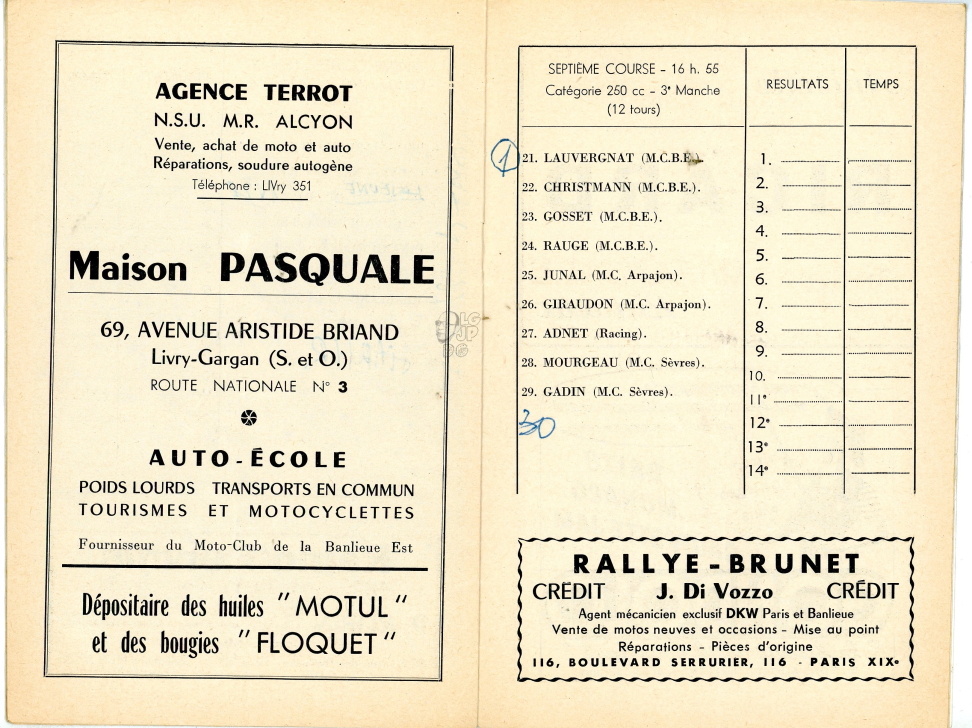 AGENCE TERROT
N.S.U. M.R. ALCYON
Vente, achat de moto et auto
Réparations, soudure autogène
Téléphone : LIVry 351
Maison PASQUALE
69, AVENUE ARISTIDE BRIAND
Livry-Gargan (S. et O.)
ROUTE NATIONALE N° 3
AUTO-ÉCOLE
POIDS LOURDS TRANSPORTS EN COMMUN
TOURISMES ET MOTOCYCLETTES
Fournisseur du Moto-Club de la Banlieue Est
Dépositaire des huiles "MOTUL"
et des bougies "FLOQUET"
SEPTIÈME COURSE - 16 h. 55
Catégorie 250 cc - 3e Manche
(12 tours)
RESULTATS
TEMPS
1
21. LAUVERGNAT (M.C.B.E.).
22. CHRISTMANN (M.C.B.E.).
23. GOSSET (M.C.B.E.).
24. RAUGE (M.C.B.E.).
25. JUNAL (M.C. Arpajon).
26. GIRAUDON (M.C. Arpajon).
27. ADNET (Racing).
28. MOURGEAU (M.C. Sèvres).
29. GADIN (M.C. Sèvres).
30
1.
2.
3.
4.
5.
6.
7.
8.
9.
10.
11e
12e
13e
14e
RALLYE-BRUNET
CRÉDIT J. Di Vozzo CRÉDIT
Agent mécanicien exclusif DKW Paris et Banlieue
Vente de motos neuves et occasions - Mise au point
Réparations - Pièces d'origine
116, BOULEVARD SERRURIER, 116 - PARIS XIXe